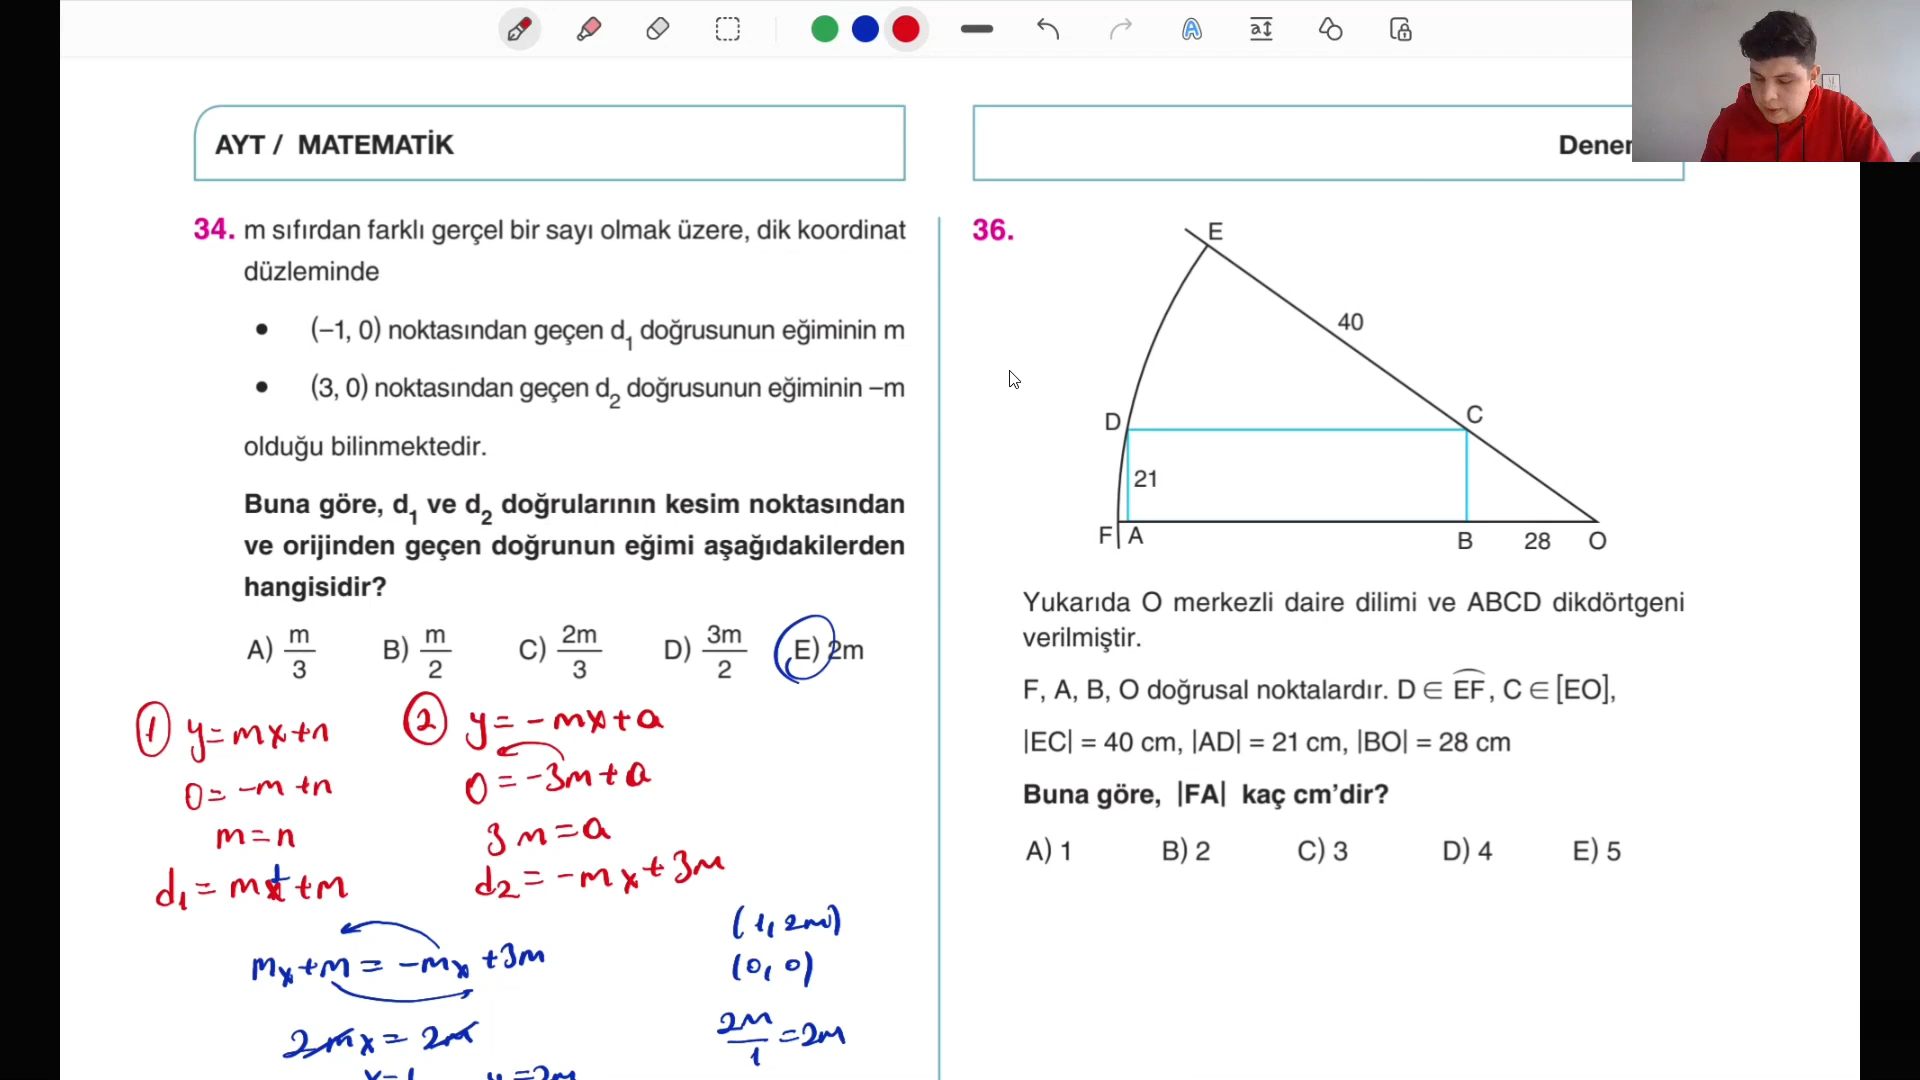 AYT / MATEMATİK
34. m sıfırdan farklı gerçel bir sayı olmak üzere, dik koordinat
düzleminde
• (–1, 0) noktasından geçen d₁ doğrusunun eğiminin m
• (3, 0) noktasından geçen d₂ doğrusunun eğiminin –m
olduğu bilinmektedir.
Buna göre, d₁ ve d₂ doğrularının kesim noktasından
ve orijinden geçen doğrunun eğimi aşağıdakilerden
hangisidir?
A) m/3 B) m/2 C) 2m/3 D) 3m/2 E) 2m
① y=mx+n
0=-m+n
m=n
d₁=mx+m
② y=-mx+a
0=-3m+a
3m=a
d₂=-mx+3m
mx+m=-mx+3m
2mx=2m
(1, 2m)
(0, 0)
2m/1=2m
36.
E
40
D
C
21
F A B 28 O
Yukarıda O merkezli daire dilimi ve ABCD dikdörtgeni
verilmiştir.
F, A, B, O doğrusal noktalardır. D ∈ EF, C ∈ [EO],
|EC| = 40 cm, |AD| = 21 cm, |BO| = 28 cm
Buna göre, |FA| kaç cm'dir?
A) 1 B) 2 C) 3 D) 4 E) 5